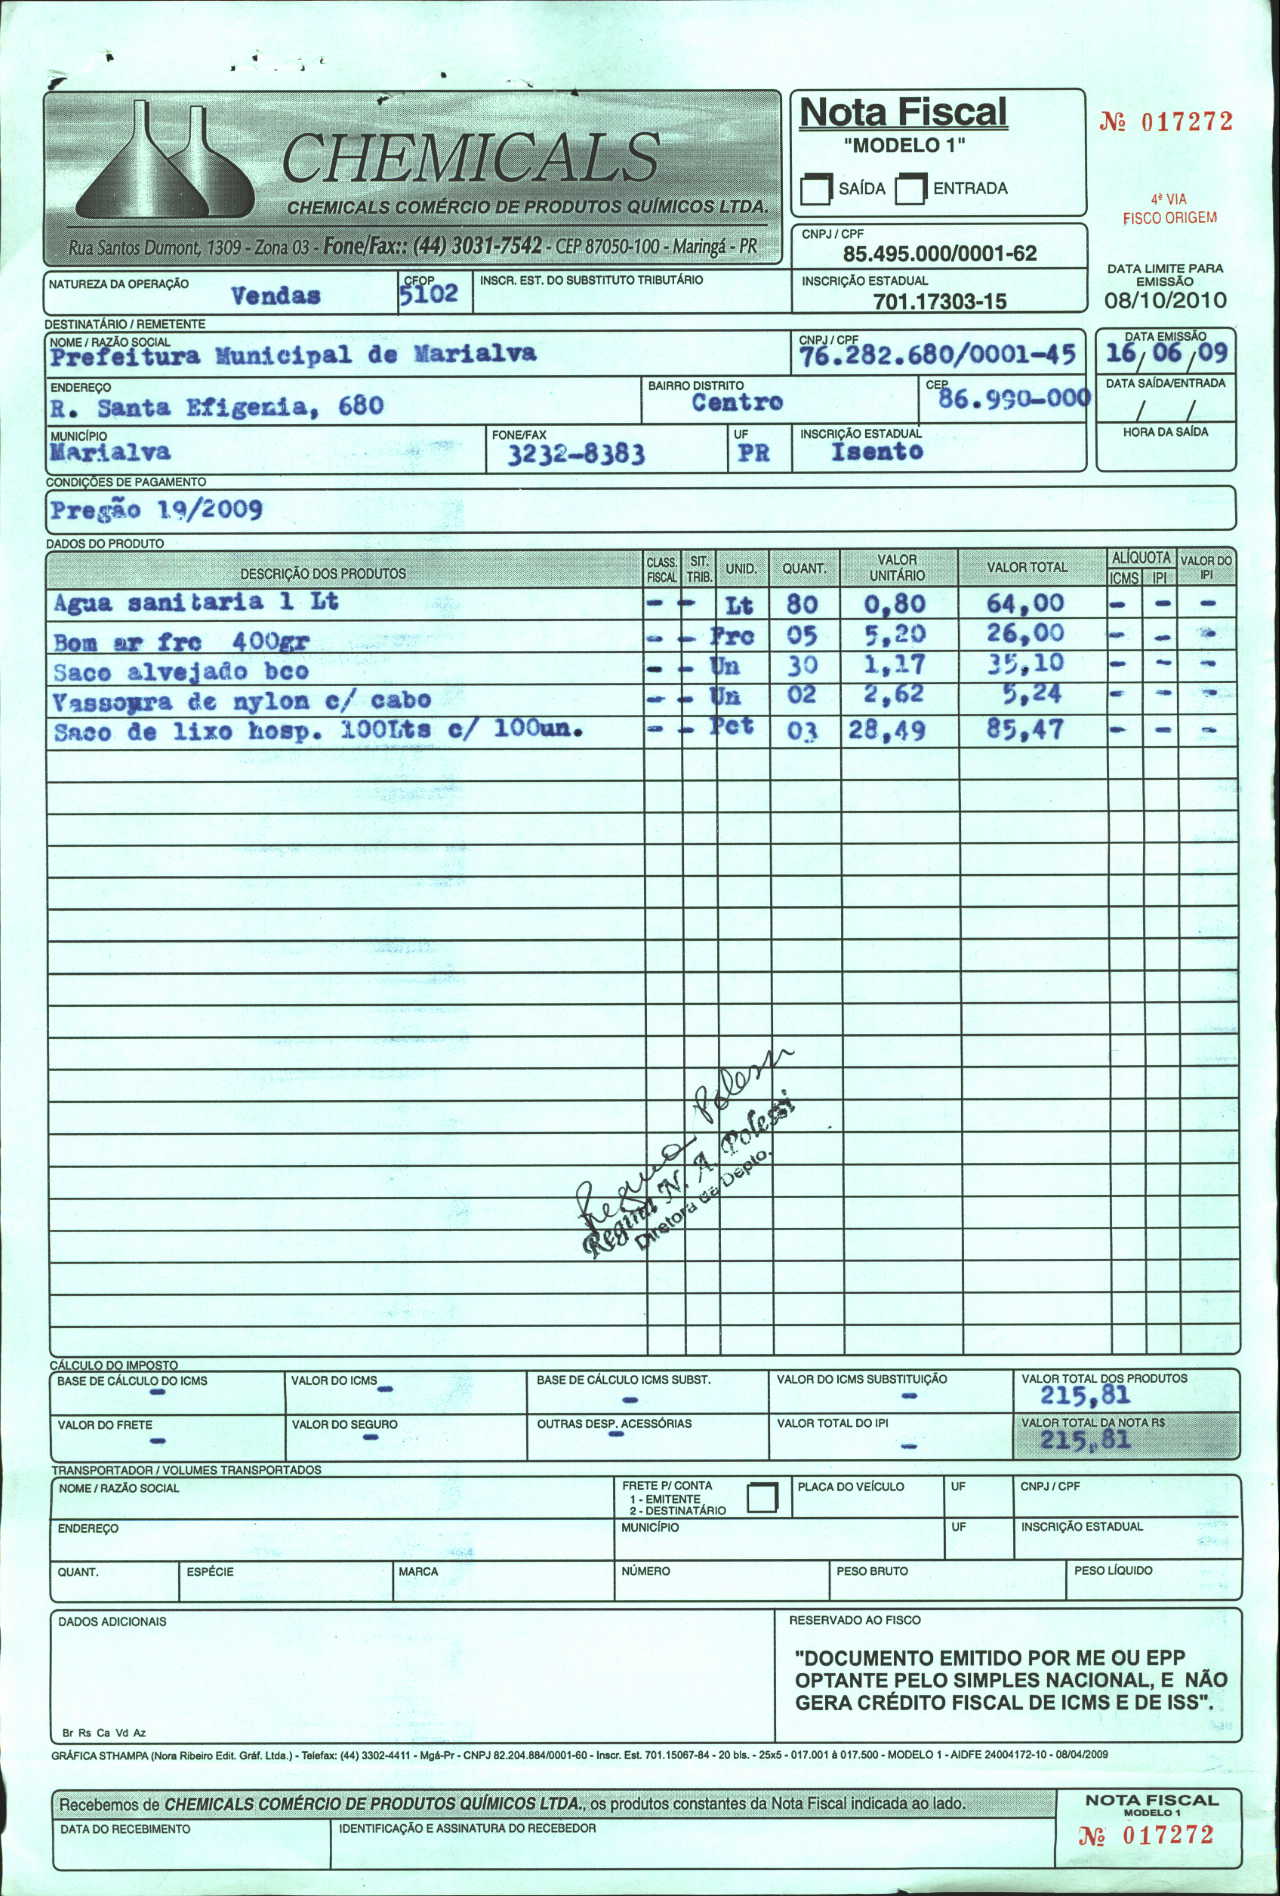 CHEMICALS
CHEMICALS COMÉRCIO DE PRODUTOS QUÍMICOS LTDA.
Rua Santos Dumont, 1309 - Zona 03 - Fone/Fax:: (44) 3031-7542 - CEP 87050-100 - Maringá - PR
Nota Fiscal
"MODELO 1"
SAÍDA ENTRADA
Nº 017272
4ª VIA
FISCO ORIGEM
CNPJ / CPF
85.495.000/0001-62
DATA LIMITE PARA
EMISSÃO
08/10/2010
NATUREZA DA OPERAÇÃO CFOP INSCR. EST. DO SUBSTITUTO TRIBUTÁRIO INSCRIÇÃO ESTADUAL
Vendas 5102 701.17303-15
DESTINATÁRIO / REMETENTE
NOME / RAZÃO SOCIAL CNPJ / CPF DATA EMISSÃO
Prefeitura Municipal de Marialva 76.282.680/0001-45 16/06/09
ENDEREÇO BAIRRO DISTRITO CEP DATA SAÍDA/ENTRADA
R. Santa Efigenia, 680 Centro 86.990-000 / /
MUNICÍPIO FONE/FAX UF INSCRIÇÃO ESTADUAL HORA DA SAÍDA
Marialva 3232-8383 PR Isento
CONDIÇÕES DE PAGAMENTO
Pregão 19/2009
DADOS DO PRODUTO
DESCRIÇÃO DOS PRODUTOS CLASS. FISCAL SIT. TRIB. UNID. QUANT. VALOR UNITÁRIO VALOR TOTAL ALÍQUOTA ICMS IPI VALOR DO IPI
Agua sanitaria 1 Lt - - Lt 80 0,80 64,00 - - -
Bom ar frc 400gr - - Frc 05 5,20 26,00 - - -
Saco alvejado bco - - Un 30 1,17 35,10 - - -
Vassoura de nylon c/ cabo - - Un 02 2,62 5,24 - - -
Saco de lixo hosp. 100Lts c/ 100un. - - Pct 03 28,49 85,47 - - -
Regina Polessi
Regina N. A. Polessi
Diretora de Depto.
CÁLCULO DO IMPOSTO
BASE DE CÁLCULO DO ICMS VALOR DO ICMS BASE DE CÁLCULO ICMS SUBST. VALOR DO ICMS SUBSTITUIÇÃO VALOR TOTAL DOS PRODUTOS
- - - - 215,81
VALOR DO FRETE VALOR DO SEGURO OUTRAS DESP. ACESSÓRIAS VALOR TOTAL DO IPI VALOR TOTAL DA NOTA R$
- - - - 215,81
TRANSPORTADOR / VOLUMES TRANSPORTADOS
NOME / RAZÃO SOCIAL FRETE P/ CONTA PLACA DO VEÍCULO UF CNPJ / CPF
1 - EMITENTE
2 - DESTINATÁRIO
ENDEREÇO MUNICÍPIO UF INSCRIÇÃO ESTADUAL
QUANT. ESPÉCIE MARCA NÚMERO PESO BRUTO PESO LÍQUIDO
DADOS ADICIONAIS RESERVADO AO FISCO
"DOCUMENTO EMITIDO POR ME OU EPP
OPTANTE PELO SIMPLES NACIONAL, E NÃO
GERA CRÉDITO FISCAL DE ICMS E DE ISS".
Br Rs Ca Vd Az
GRÁFICA STHAMPA (Nora Ribeiro Edit. Gráf. Ltda.) - Telefax: (44) 3302-4411 - Mgá-Pr - CNPJ 82.204.884/0001-60 - Inscr. Est. 701.15067-84 - 20 bls. - 25x5 - 017.001 à 017.500 - MODELO 1 - AIDFE 24004172-10 - 08/04/2009
Recebemos de CHEMICALS COMÉRCIO DE PRODUTOS QUÍMICOS LTDA., os produtos constantes da Nota Fiscal indicada ao lado.
DATA DO RECEBIMENTO IDENTIFICAÇÃO E ASSINATURA DO RECEBEDOR
NOTA FISCAL
MODELO 1
Nº 017272